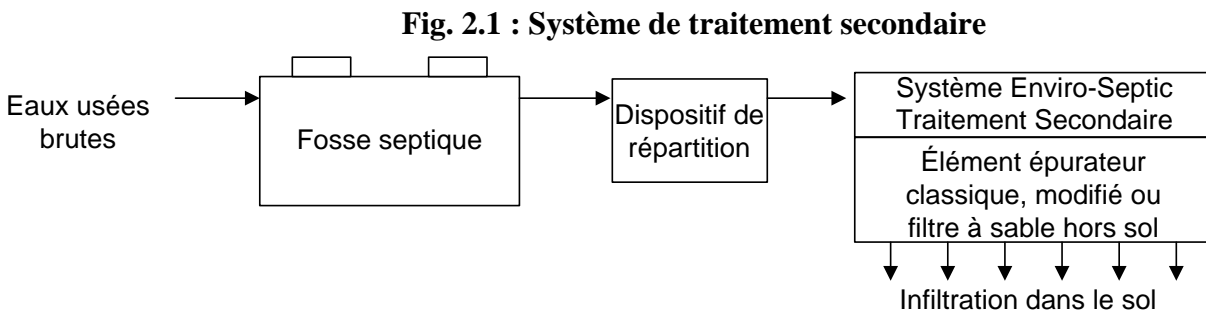 Fig. 2.1 : Système de traitement secondaire
Eaux usées
brutes
Fosse septique
Dispositif de
répartition
Système Enviro-Septic
Traitement Secondaire
Élément épurateur
classique, modifié ou
filtre à sable hors sol
Infiltration dans le sol